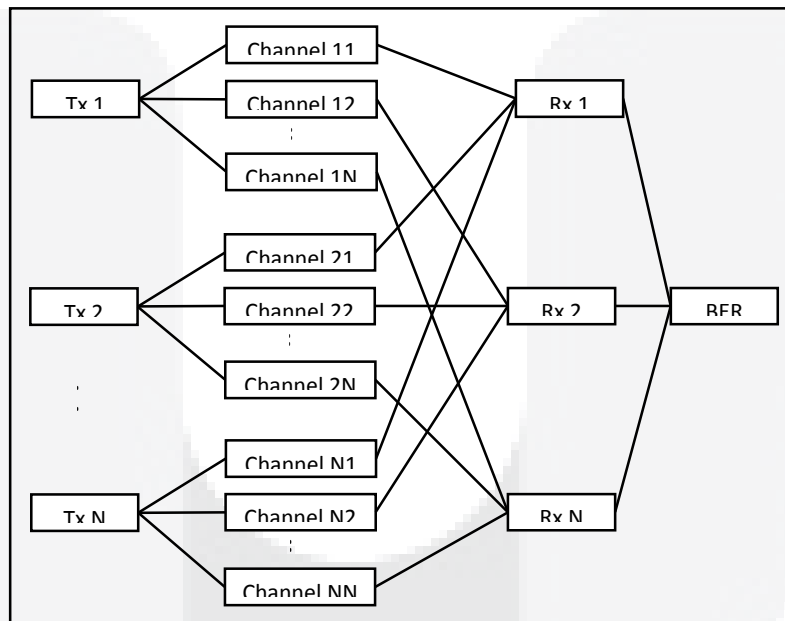 Tx 1
Channel 11
Channel 12
Channel 1N
Rx 1
Tx 2
Channel 21
Channel 22
Channel 2N
Rx 2
BER
Tx N
Channel N1
Channel N2
Channel NN
Rx N